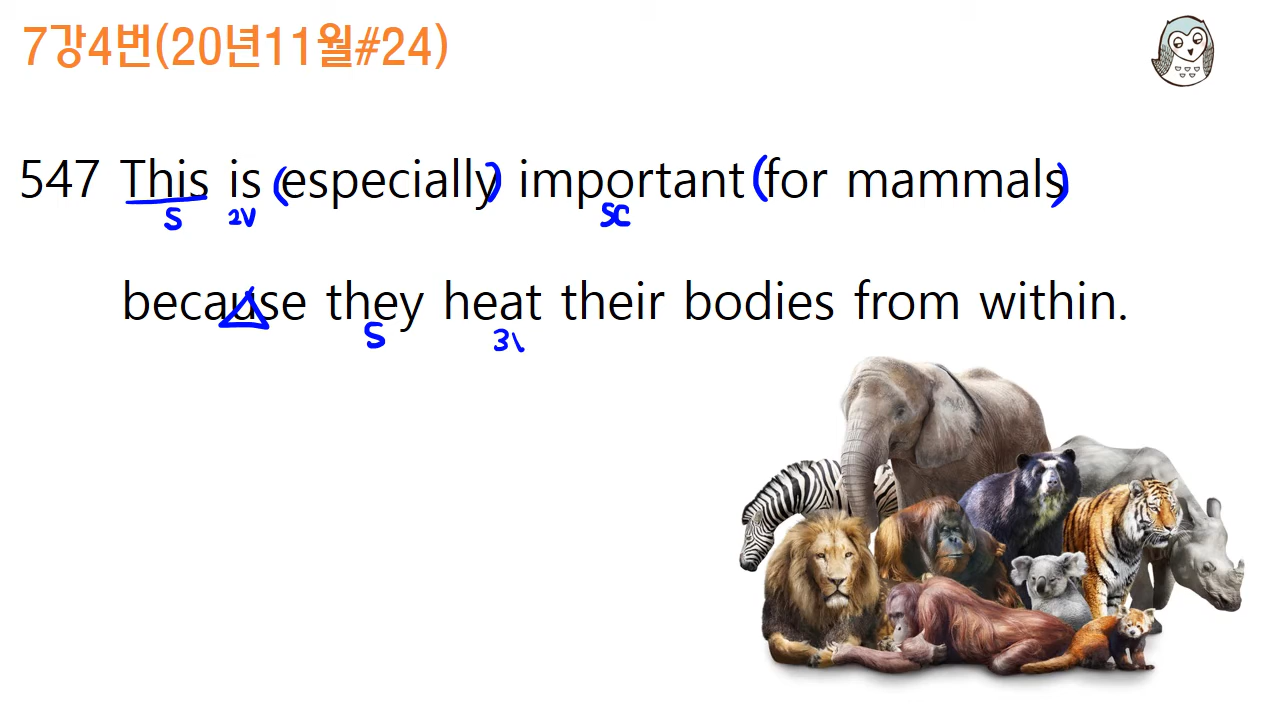 7강4번(20년11월#24)
547 This is (especially) important (for mammals)
S 2V SC
because they heat their bodies from within.
S 3